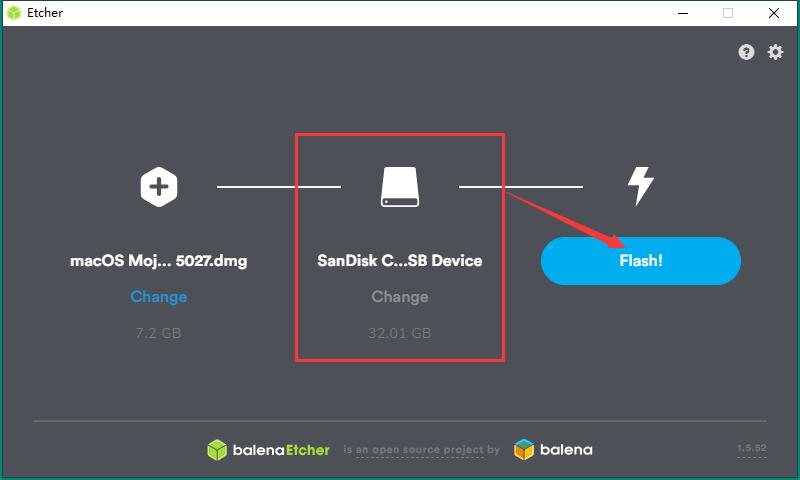 Etcher
macOS Moj... 5027.dmg
Change
7.2 GB
SanDisk C...SB Device
Change
32.01 GB
Flash!
balenaEtcher is an open source project by balena
1.5.52